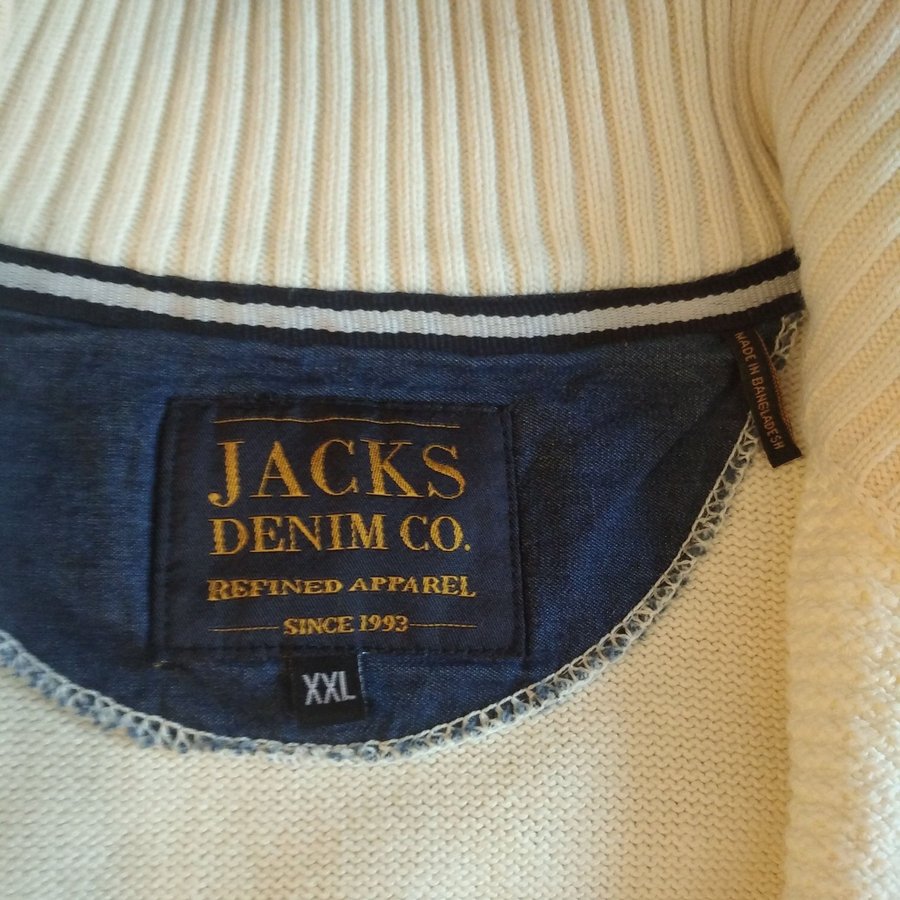 JACKS
DENIM CO.
REFINED APPAREL
SINCE 1993
XXL
MADE IN BANGLADESH